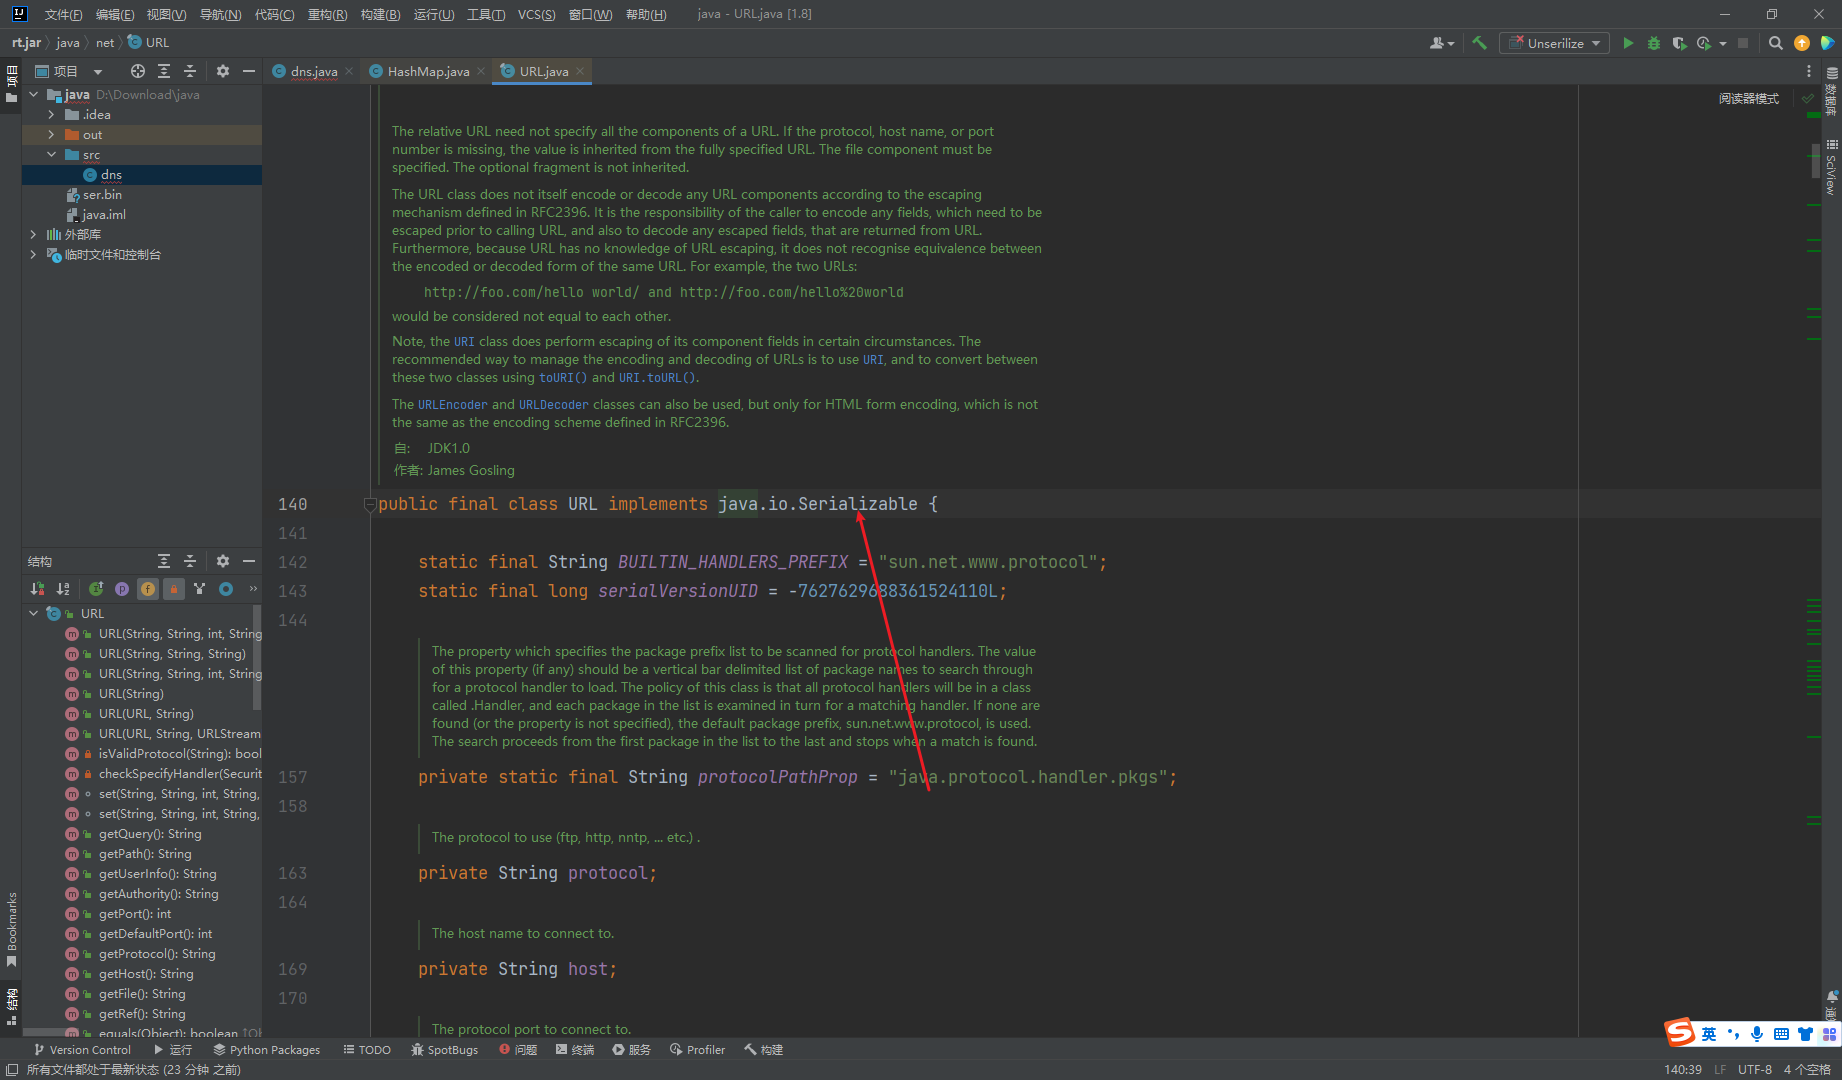 文件(F) 编辑(E) 视图(V) 导航(N) 代码(C) 重构(R) 构建(B) 运行(U) 工具(T) VCS(S) 窗口(W) 帮助(H) java - URL.java [1.8]
rt.jar java net URL
Unserilize
项目
dns.java HashMap.java URL.java
项目
java D:\Download\java
.idea
out
src
dns
ser.bin
java.iml
外部库
临时文件和控制台
阅读器模式
数据库
SciView
The relative URL need not specify all the components of a URL. If the protocol, host name, or port
number is missing, the value is inherited from the fully specified URL. The file component must be
specified. The optional fragment is not inherited.
The URL class does not itself encode or decode any URL components according to the escaping
mechanism defined in RFC2396. It is the responsibility of the caller to encode any fields, which need to be
escaped prior to calling URL, and also to decode any escaped fields, that are returned from URL.
Furthermore, because URL has no knowledge of URL escaping, it does not recognise equivalence between
the encoded or decoded form of the same URL. For example, the two URLs:
http://foo.com/hello world/ and http://foo.com/hello%20world
would be considered not equal to each other.
Note, the URI class does perform escaping of its component fields in certain circumstances. The
recommended way to manage the encoding and decoding of URLs is to use URI, and to convert between
these two classes using toURI() and URI.toURL().
The URLEncoder and URLDecoder classes can also be used, but only for HTML form encoding, which is not
the same as the encoding scheme defined in RFC2396.
自: JDK1.0
作者: James Gosling
140 public final class URL implements java.io.Serializable {
141
142 static final String BUILTIN_HANDLERS_PREFIX = "sun.net.www.protocol";
143 static final long serialVersionUID = -7627629688361524110L;
144
The property which specifies the package prefix list to be scanned for protocol handlers. The value
of this property (if any) should be a vertical bar delimited list of package names to search through
for a protocol handler to load. The policy of this class is that all protocol handlers will be in a class
called .Handler, and each package in the list is examined in turn for a matching handler. If none are
found (or the property is not specified), the default package prefix, sun.net.www.protocol, is used.
The search proceeds from the first package in the list to the last and stops when a match is found.
157 private static final String protocolPathProp = "java.protocol.handler.pkgs";
158
The protocol to use (ftp, http, nntp, ... etc.) .
163 private String protocol;
164
The host name to connect to.
169 private String host;
170
The protocol port to connect to.
结构
URL
URL(String, String, int, String
URL(String, String, String)
URL(String, String, int, String
URL(String)
URL(URL, String)
URL(URL, String, URLStream
isValidProtocol(String): bool
checkSpecifyHandler(Securit
set(String, String, int, String,
set(String, String, int, String,
getQuery(): String
getPath(): String
getUserInfo(): String
getAuthority(): String
getPort(): int
getDefaultPort(): int
getProtocol(): String
getHost(): String
getFile(): String
getRef(): String
equals(Object): boolean ↑Ob
Bookmarks
结构
英
Version Control 运行 Python Packages TODO SpotBugs 问题 终端 服务 Profiler 构建
所有文件都处于最新状态 (23 分钟 之前)
140:39 LF UTF-8 4 个空格